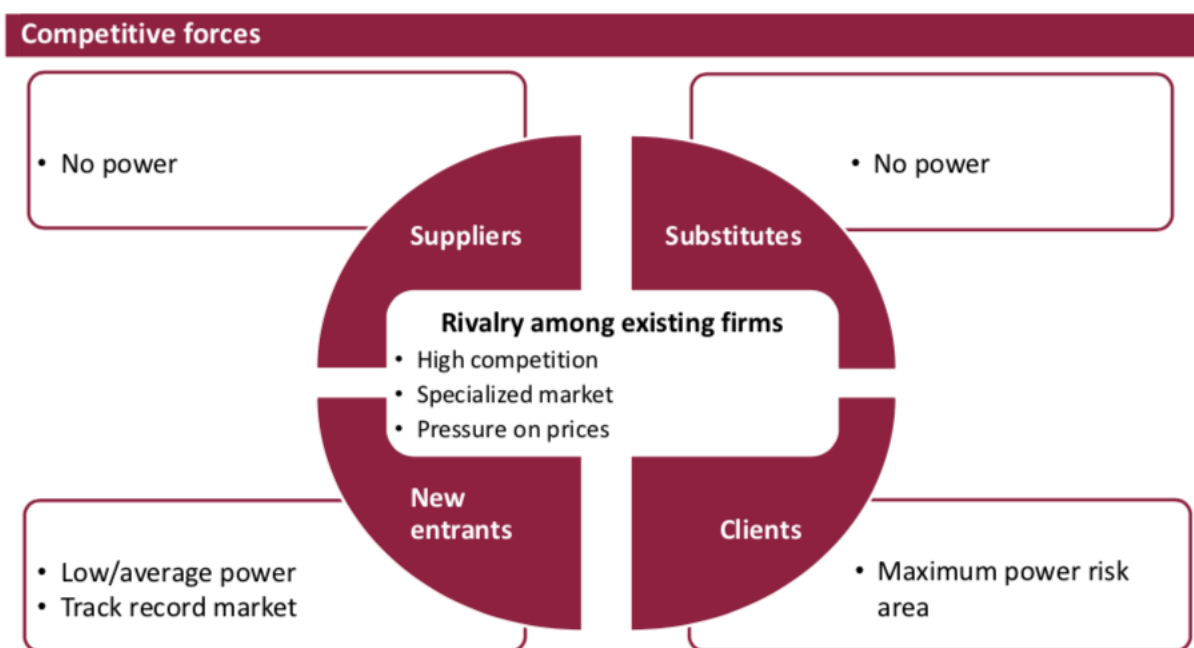 Competitive forces
• No power
• No power
Suppliers
Substitutes
Rivalry among existing firms
• High competition
• Specialized market
• Pressure on prices
New
entrants
Clients
• Low/average power
• Track record market
• Maximum power risk
area